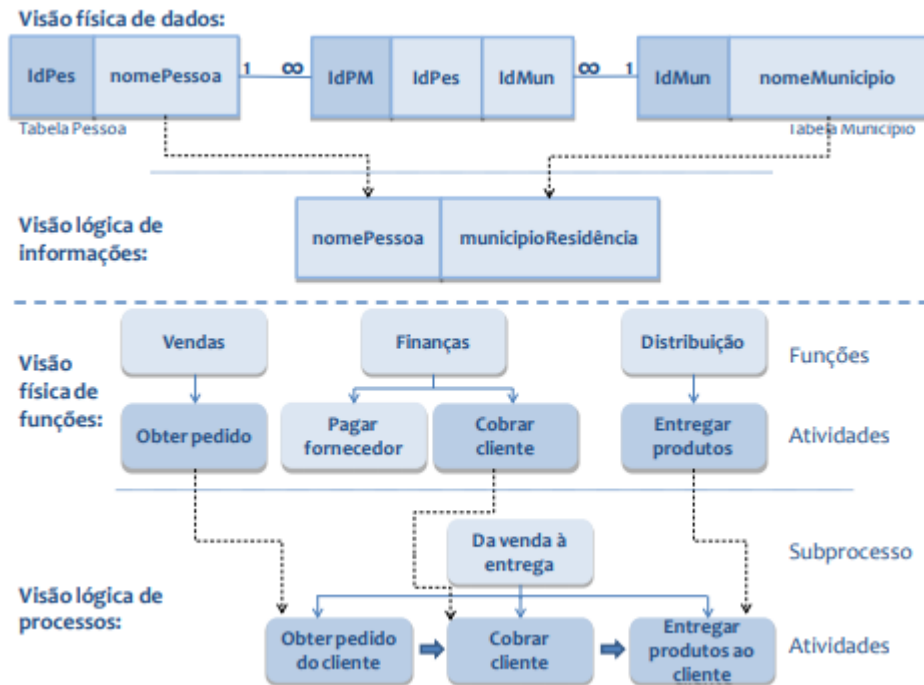 Visão física de dados:
IdPes
nomePessoa
1
∞
IdPM
IdPes
IdMun
∞
1
IdMun
nomeMunicipio
Tabela Pessoa
Tabela Município
Visão lógica de
informações:
nomePessoa
municipioResidência
Visão
física de
funções:
Vendas
Finanças
Distribuição
Funções
Obter pedido
Pagar
fornecedor
Cobrar
cliente
Entregar
produtos
Atividades
Da venda à
entrega
Subprocesso
Visão lógica de
processos:
Obter pedido
do cliente
Cobrar
cliente
Entregar
produtos ao
cliente
Atividades